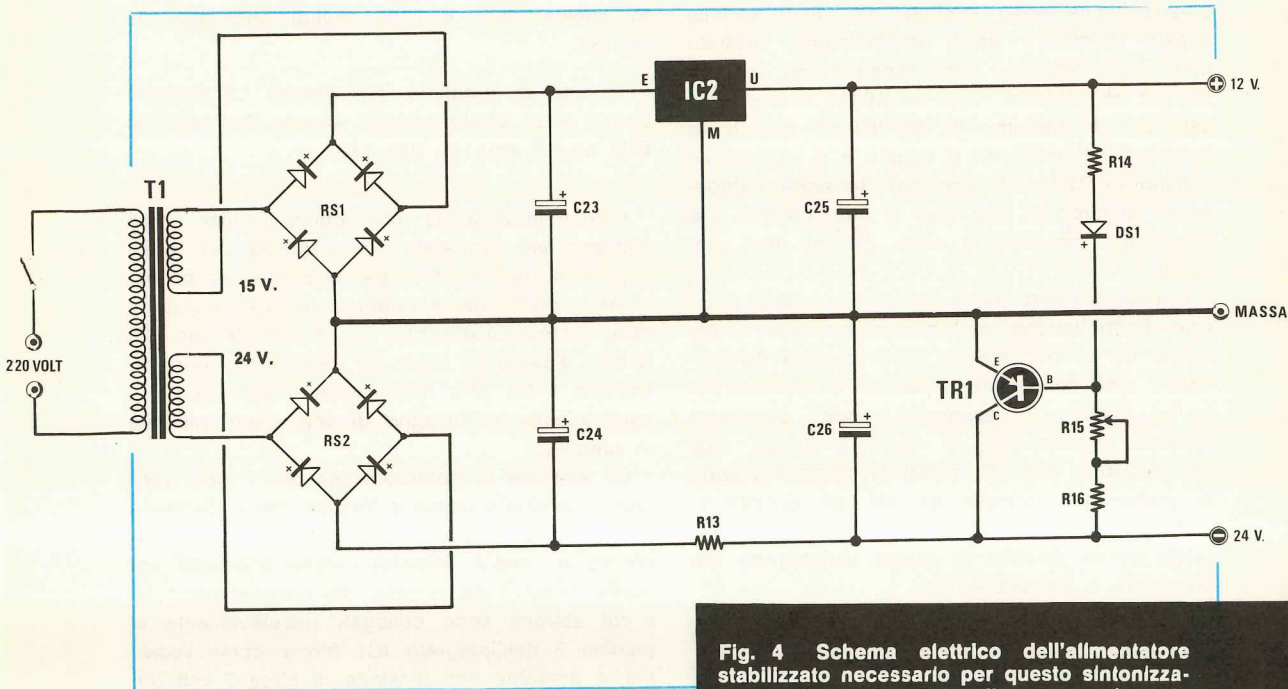 T1
220 VOLT
15 V.
24 V.
RS1
RS2
C23
C24
E
IC2
U
M
C25
C26
R13
R14
DS1
TR1
E
B
C
R15
R16
+ 12 V.
MASSA
- 24 V.
Fig. 4 Schema elettrico dell'alimentatore
stabilizzato necessario per questo sintonizza-